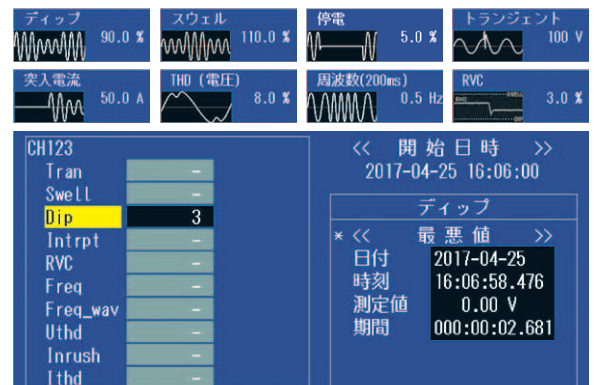 ディップ 90.0 %
スウェル 110.0 %
停電 5.0 %
トランジェント 100 V
突入電流 50.0 A
THD (電圧) 8.0 %
周波数(200ms) 0.5 Hz
RVC 3.0 %
CH123
Tran -
Swell -
Dip 3
Intrpt -
RVC -
Freq -
Freq_wav -
Uthd -
Inrush -
Ithd -
<< 開始日時 >>
2017-04-25 16:06:00
ディップ
* << 最悪値 >>
日付 2017-04-25
時刻 16:06:58.476
測定値 0.00 V
期間 000:00:02.681